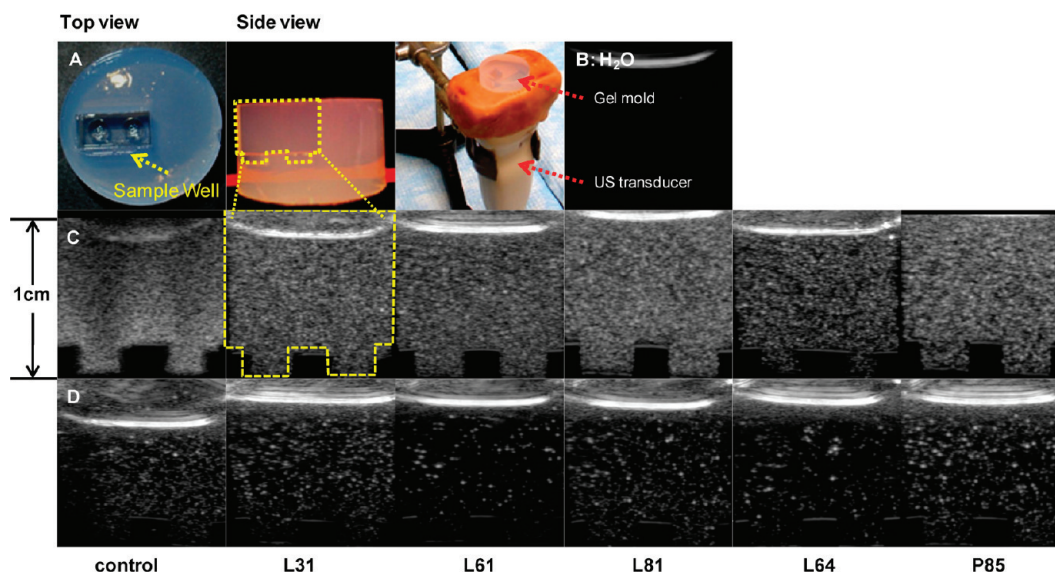 Top view
Side view
A
B: H₂O
Gel mold
Sample Well
US transducer
C
1cm
D
control
L31
L61
L81
L64
P85